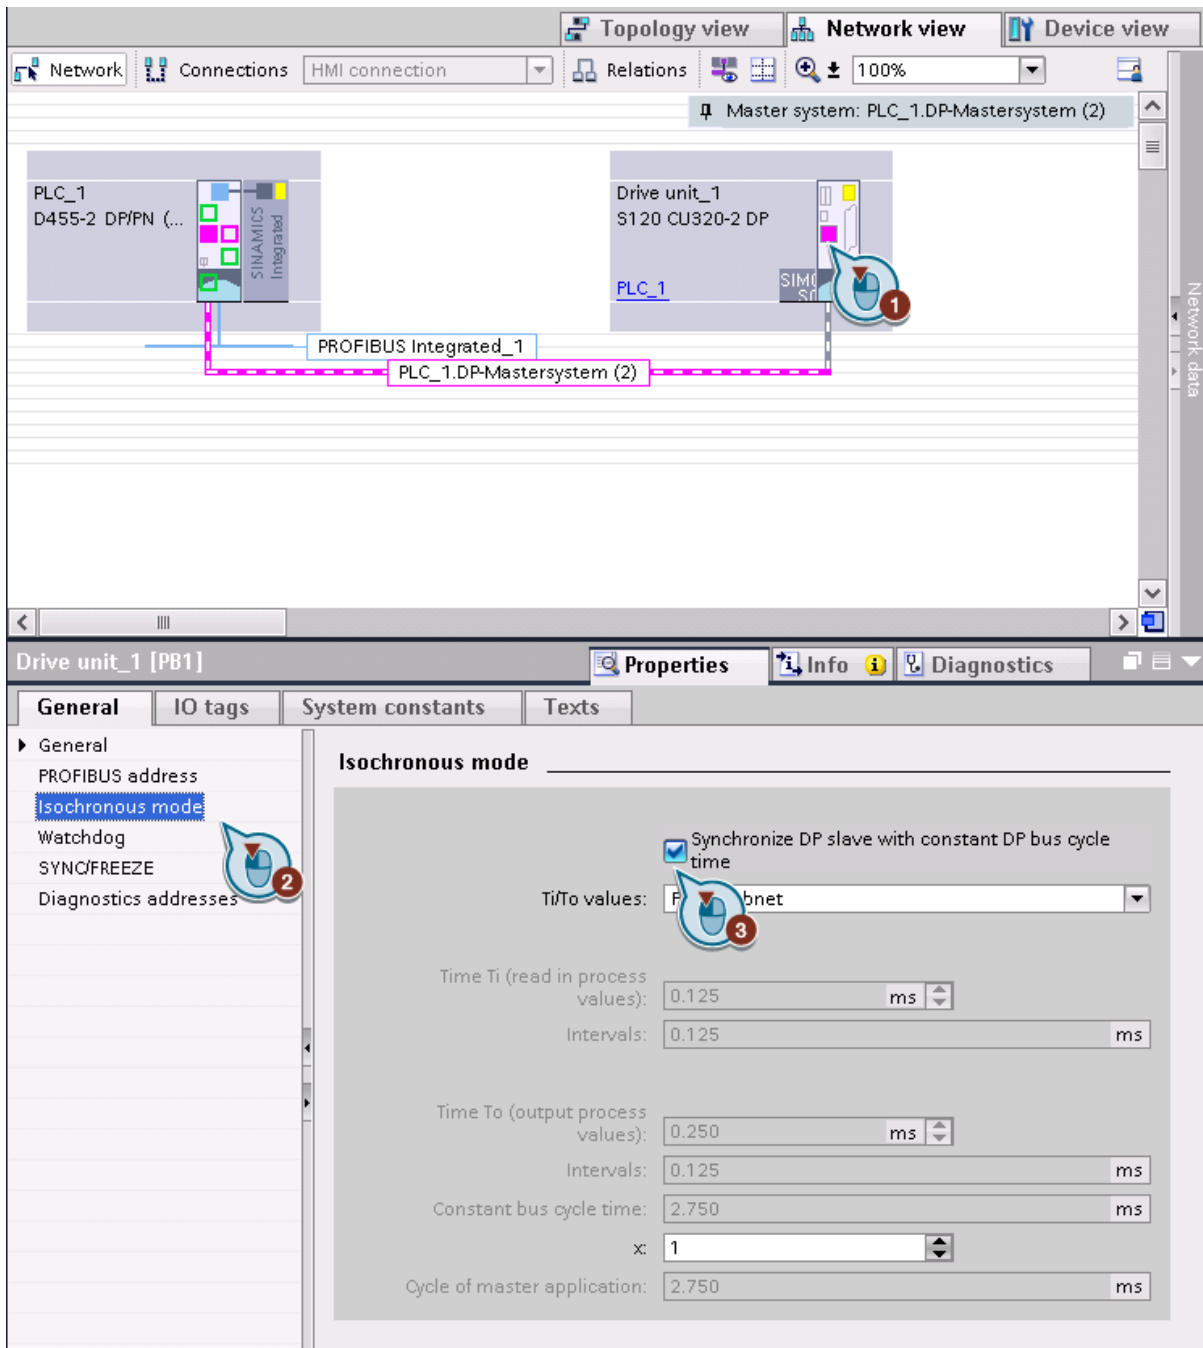 Topology view
Network view
Device view
Network
Connections
HMI connection
Relations
100%
Master system: PLC_1.DP-Mastersystem (2)
PLC_1
D455-2 DP/PN (...
SINAMICS
Integrated
Drive unit_1
S120 CU320-2 DP
PLC_1
1
PROFIBUS Integrated_1
PLC_1.DP-Mastersystem (2)
Network data
Drive unit_1 [PB1]
Properties
Info
Diagnostics
General
IO tags
System constants
Texts
General
PROFIBUS address
Isochronous mode
Watchdog
SYNC/FREEZE
Diagnostics addresses
2
Isochronous mode
Synchronize DP slave with constant DP bus cycle
time
Ti/To values:
3
Time Ti (read in process
values):
0.125 ms
Intervals:
0.125 ms
Time To (output process
values):
0.250 ms
Intervals:
0.125 ms
Constant bus cycle time:
2.750 ms
x:
1
Cycle of master application:
2.750 ms